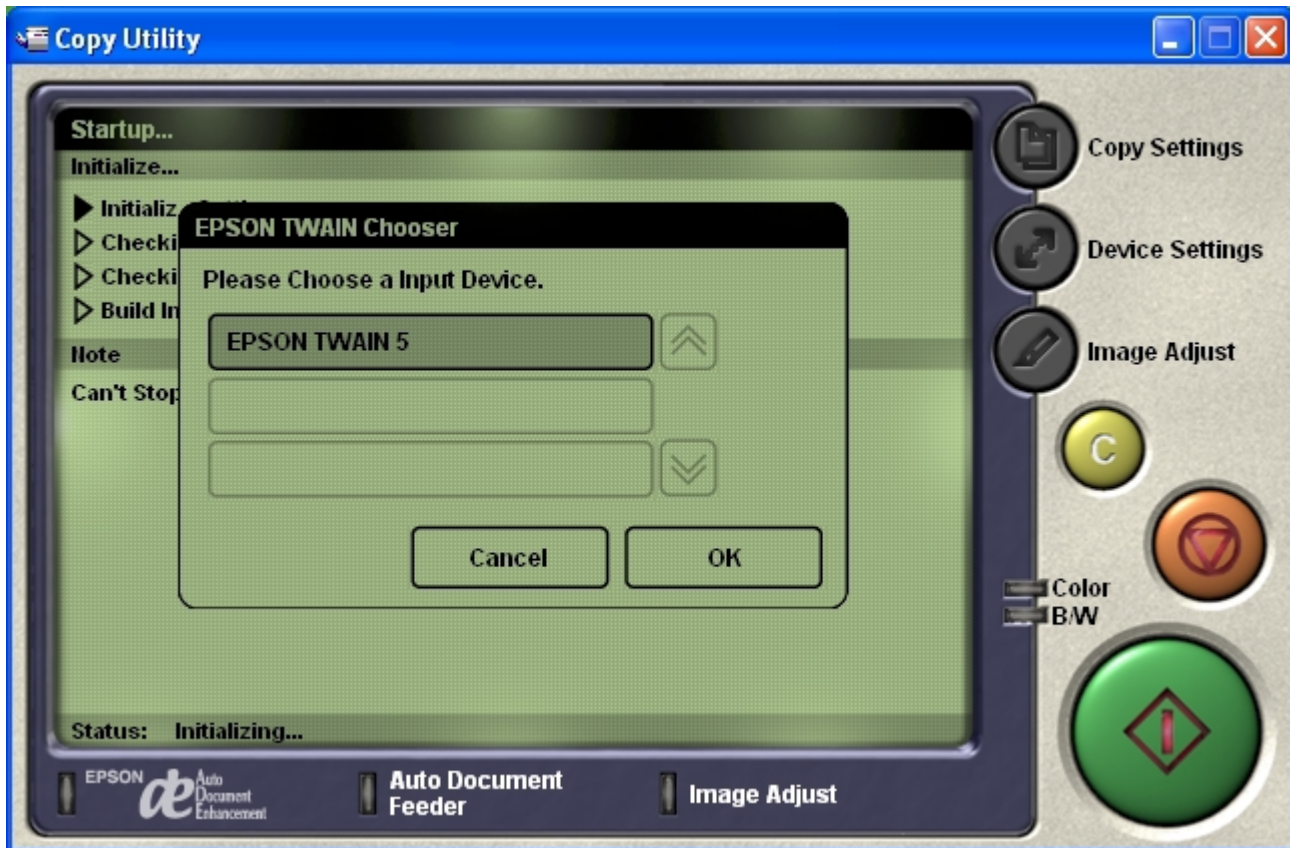 Copy Utility
Startup...
Initialize...
Initializ
Checki
Checki
Build In
Note
Can't Stop
EPSON TWAIN Chooser
Please Choose a Input Device.
EPSON TWAIN 5
Cancel
OK
Status: Initializing...
Copy Settings
Device Settings
Image Adjust
C
Color
B/W
EPSON
Auto
Document
Enhancement
Auto Document
Feeder
Image Adjust